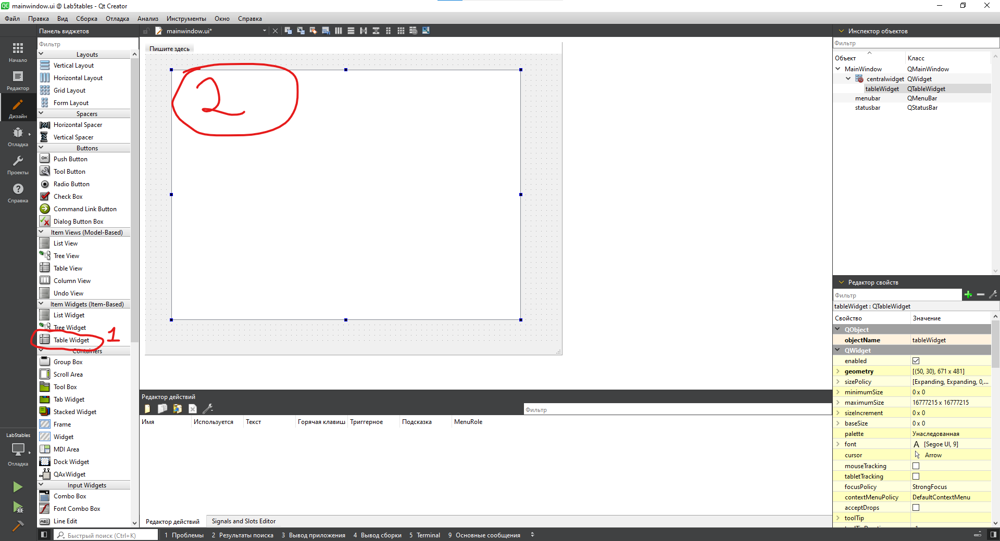 mainwindow.ui @ Lab5tables - Qt Creator
Файл Правка Вид Сборка Отладка Анализ Инструменты Окно Справка
Панель виджетов
mainwindow.ui*
Инспектор объектов
Начало
Редактор
Дизайн
Отладка
Проекты
Справка
Lab5tables
Отладка
Фильтр
Layouts
Vertical Layout
Horizontal Layout
Grid Layout
Form Layout
Spacers
Horizontal Spacer
Vertical Spacer
Buttons
OK Push Button
Tool Button
Radio Button
Check Box
Command Link Button
Dialog Button Box
Item Views (Model-Based)
List View
Tree View
Table View
Column View
Undo View
Item Widgets (Item-Based)
List Widget
Tree Widget
Table Widget 1
Containers
Group Box
Scroll Area
Tool Box
Tab Widget
Stacked Widget
Frame
Widget
MDI Area
Dock Widget
QAxWidget
Input Widgets
Combo Box
Font Combo Box
Line Edit
Пишите здесь
2
Редактор действий
Фильтр
Имя Используется Текст Горячая клавиш Триггерное Подсказка MenuRole
Редактор действий Signals and Slots Editor
Фильтр
Объект Класс
MainWindow QMainWindow
centralwidget QWidget
tableWidget QTableWidget
menubar QMenuBar
statusbar QStatusBar
Редактор свойств
Фильтр
tableWidget : QTableWidget
Свойство Значение
QObject
objectName tableWidget
QWidget
enabled
geometry [(50, 30), 671 x 481]
sizePolicy [Expanding, Expanding, 0,...
minimumSize 0 x 0
maximumSize 16777215 x 16777215
sizeIncrement 0 x 0
baseSize 0 x 0
palette Унаследованная
font A [Segoe UI, 9]
cursor Arrow
mouseTracking
tabletTracking
focusPolicy StrongFocus
contextMenuPolicy DefaultContextMenu
acceptDrops
toolTip
Быстрый поиск (Ctrl+K) 1 Проблемы 2 Результаты поиска 3 Вывод приложения 4 Вывод сборки 5 Terminal 9 Основные сообщения